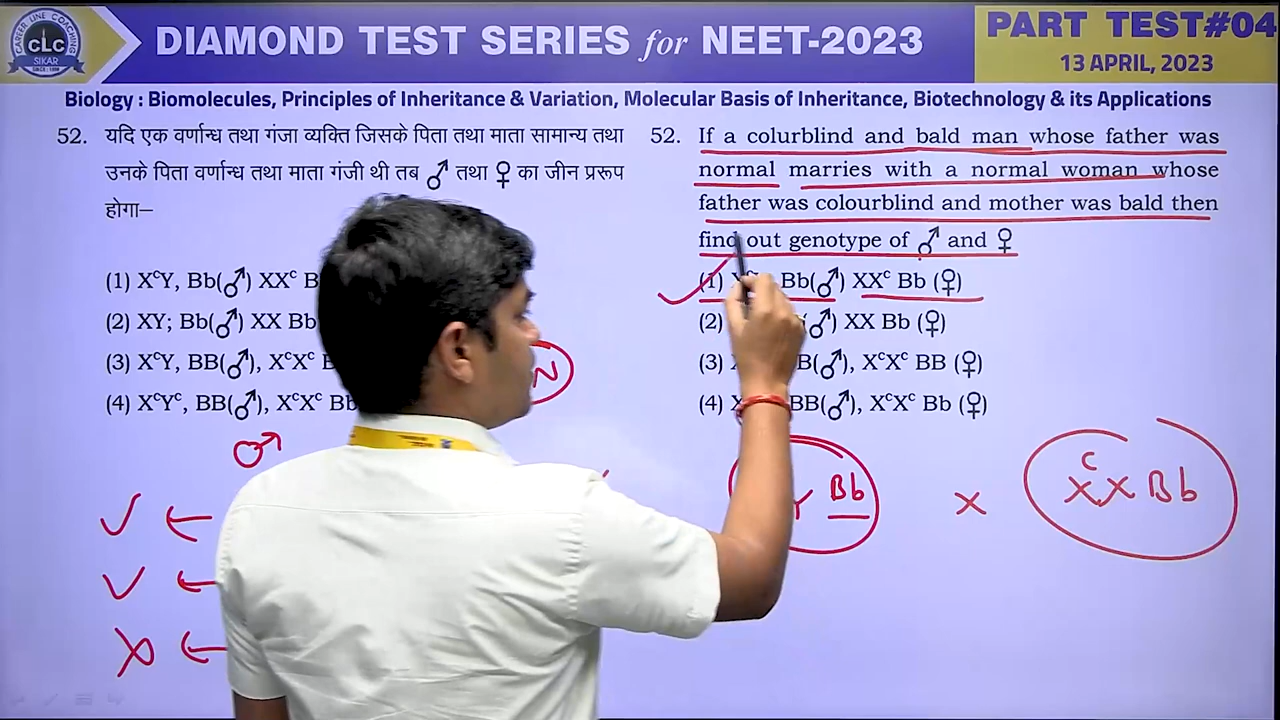 CAREER LINE COACHING
CLC
SIKAR
DIAMOND TEST SERIES for NEET-2023
PART TEST#04
13 APRIL, 2023
Biology : Biomolecules, Principles of Inheritance & Variation, Molecular Basis of Inheritance, Biotechnology & its Applications
52. यदि एक वर्णान्ध तथा गंजा व्यक्ति जिसके पिता तथा माता सामान्य तथा
उनके पिता वर्णान्ध तथा माता गंजी थी तब ♂ तथा ♀ का जीन प्ररूप
होगा–
(1) XᶜY, Bb(♂) XXᶜ B
(2) XY; Bb(♂) XX Bb
(3) XᶜY, BB(♂), XᶜXᶜ B
(4) XᶜYᶜ, BB(♂), XᶜXᶜ Bb
52. If a colurblind and bald man whose father was
normal marries with a normal woman whose
father was colourblind and mother was bald then
find out genotype of ♂ and ♀
(1) Bb(♂) XXᶜ Bb (♀)
(2) (♂) XX Bb (♀)
(3) X B(♂), XᶜXᶜ BB (♀)
(4) X BB(♂), XᶜXᶜ Bb (♀)
N
♂
Y Bb × XᶜX Bb